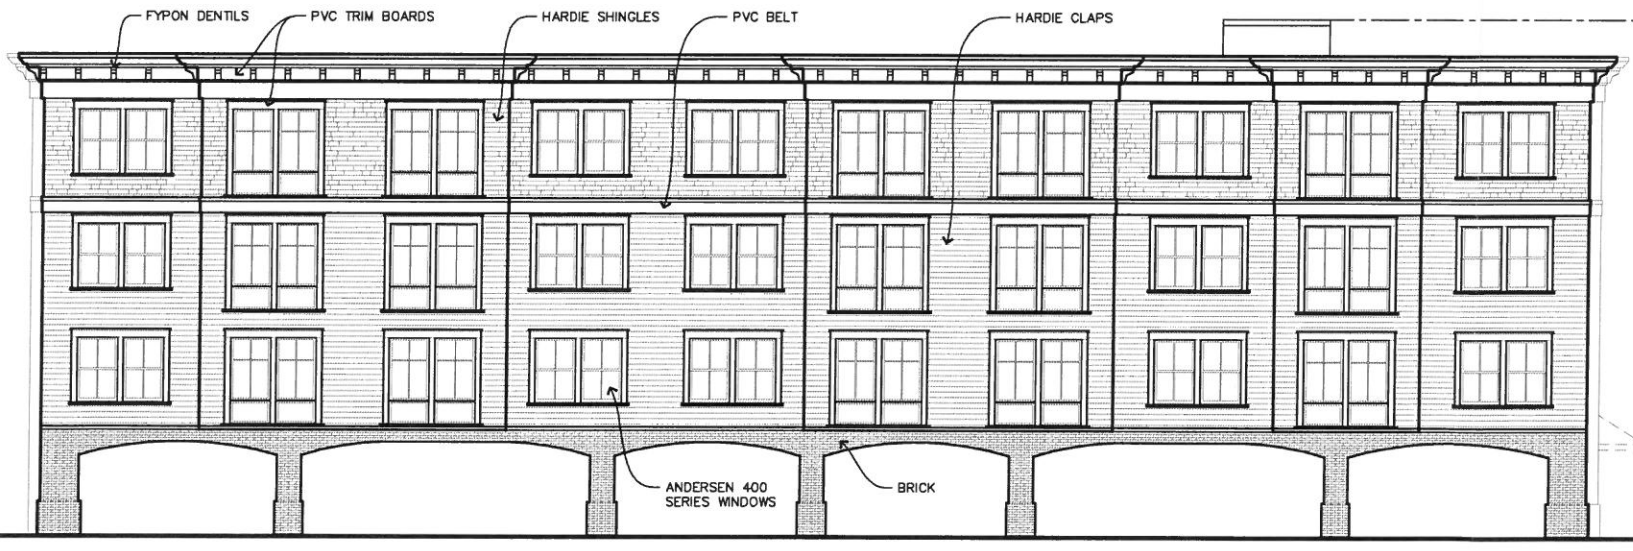 FYPON DENTILS
PVC TRIM BOARDS
HARDIE SHINGLES
PVC BELT
HARDIE CLAPS
ANDERSEN 400
SERIES WINDOWS
BRICK